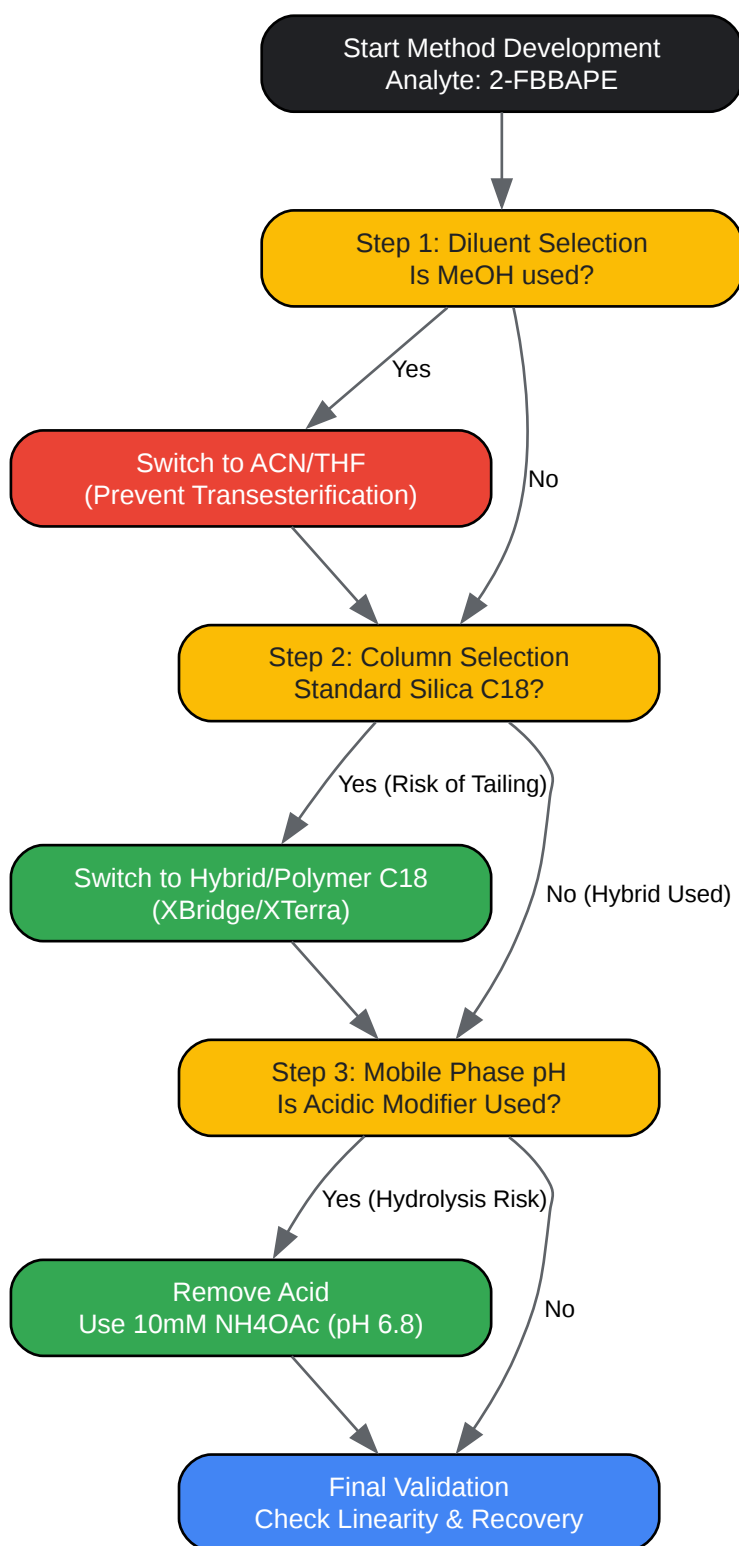 Start Method Development
Analyte: 2-FBBAPE
Step 1: Diluent Selection
Is MeOH used?
Yes
Switch to ACN/THF
(Prevent Transesterification)
No
Step 2: Column Selection
Standard Silica C18?
Yes (Risk of Tailing)
Switch to Hybrid/Polymer C18
(XBridge/XTerra)
No (Hybrid Used)
Step 3: Mobile Phase pH
Is Acidic Modifier Used?
Yes (Hydrolysis Risk)
Remove Acid
Use 10mM NH4OAc (pH 6.8)
No
Final Validation
Check Linearity & Recovery